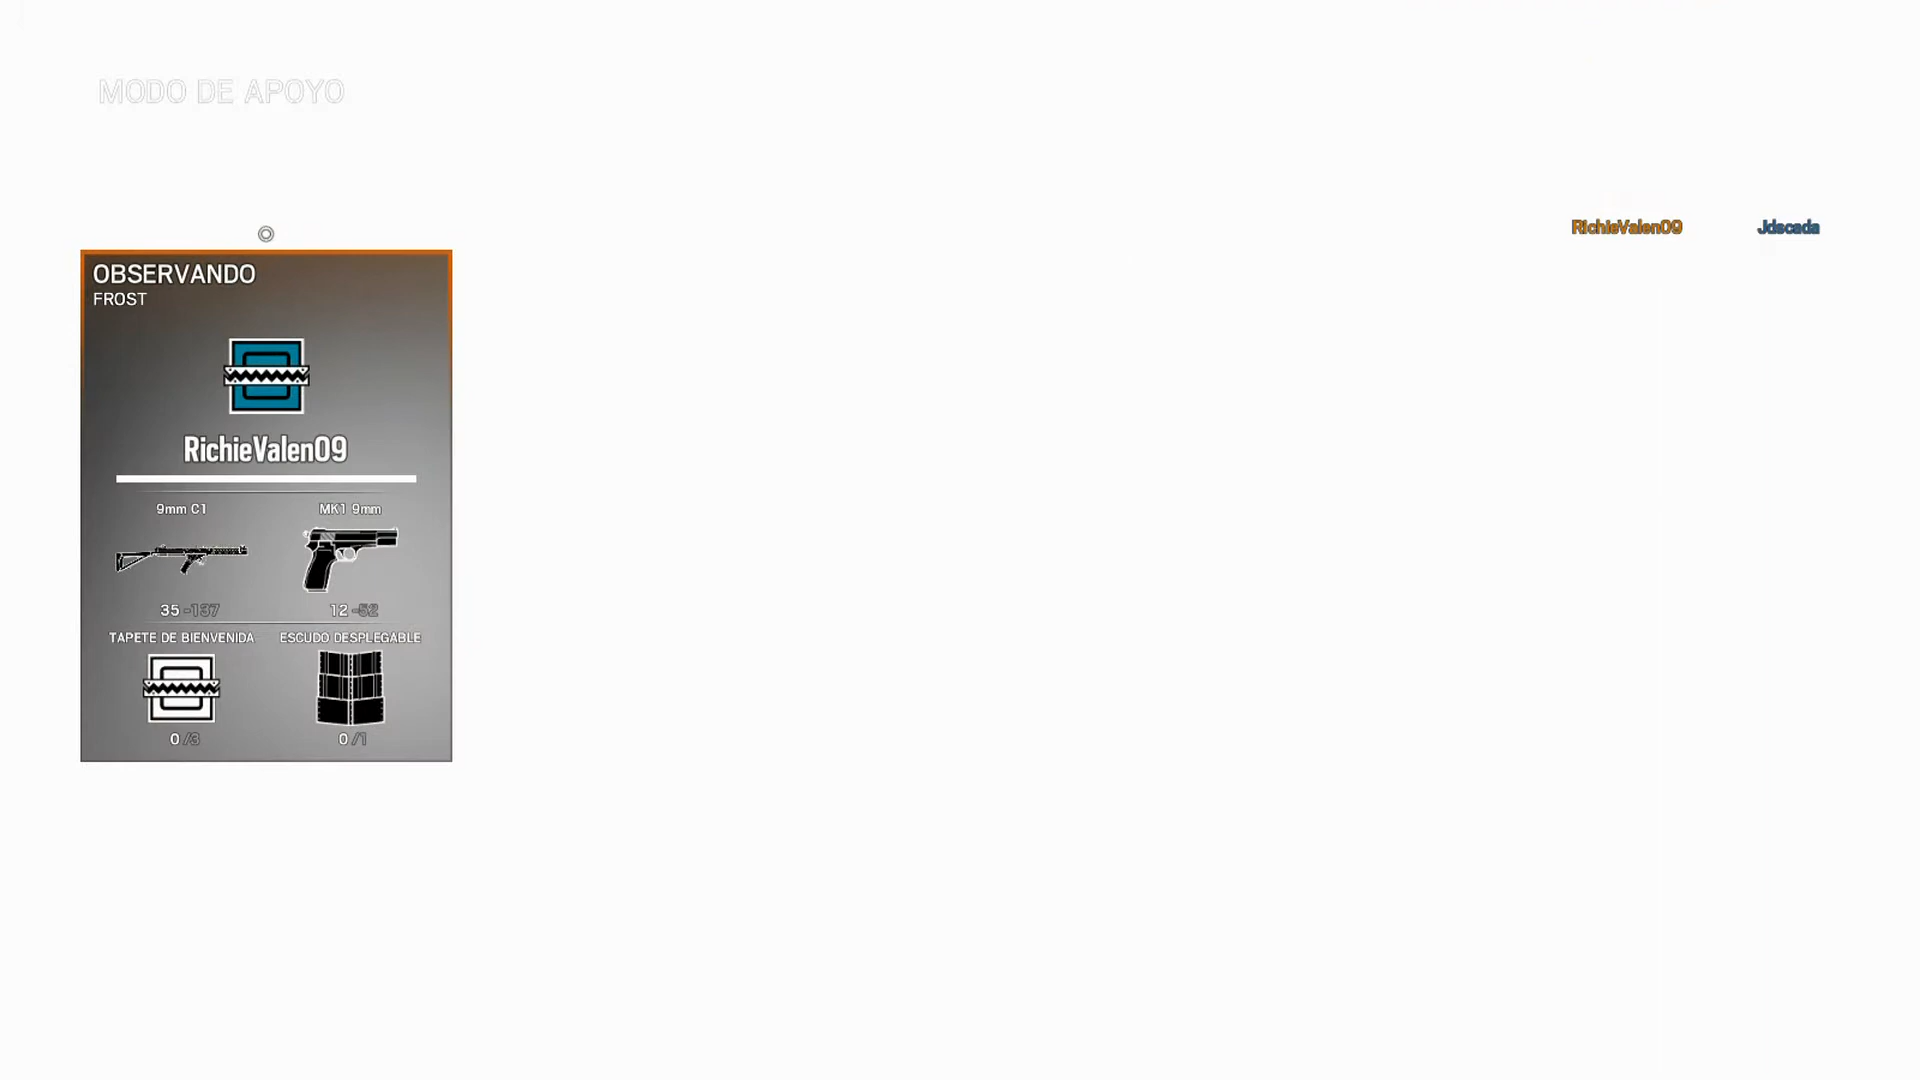 MODO DE APOYO
RichieValen09 Jdscada
OBSERVANDO
FROST
RichieValen09
9mm C1 MK1 9mm
35 -137 12 -52
TAPETE DE BIENVENIDA ESCUDO DESPLEGABLE
0 /3 0 /1